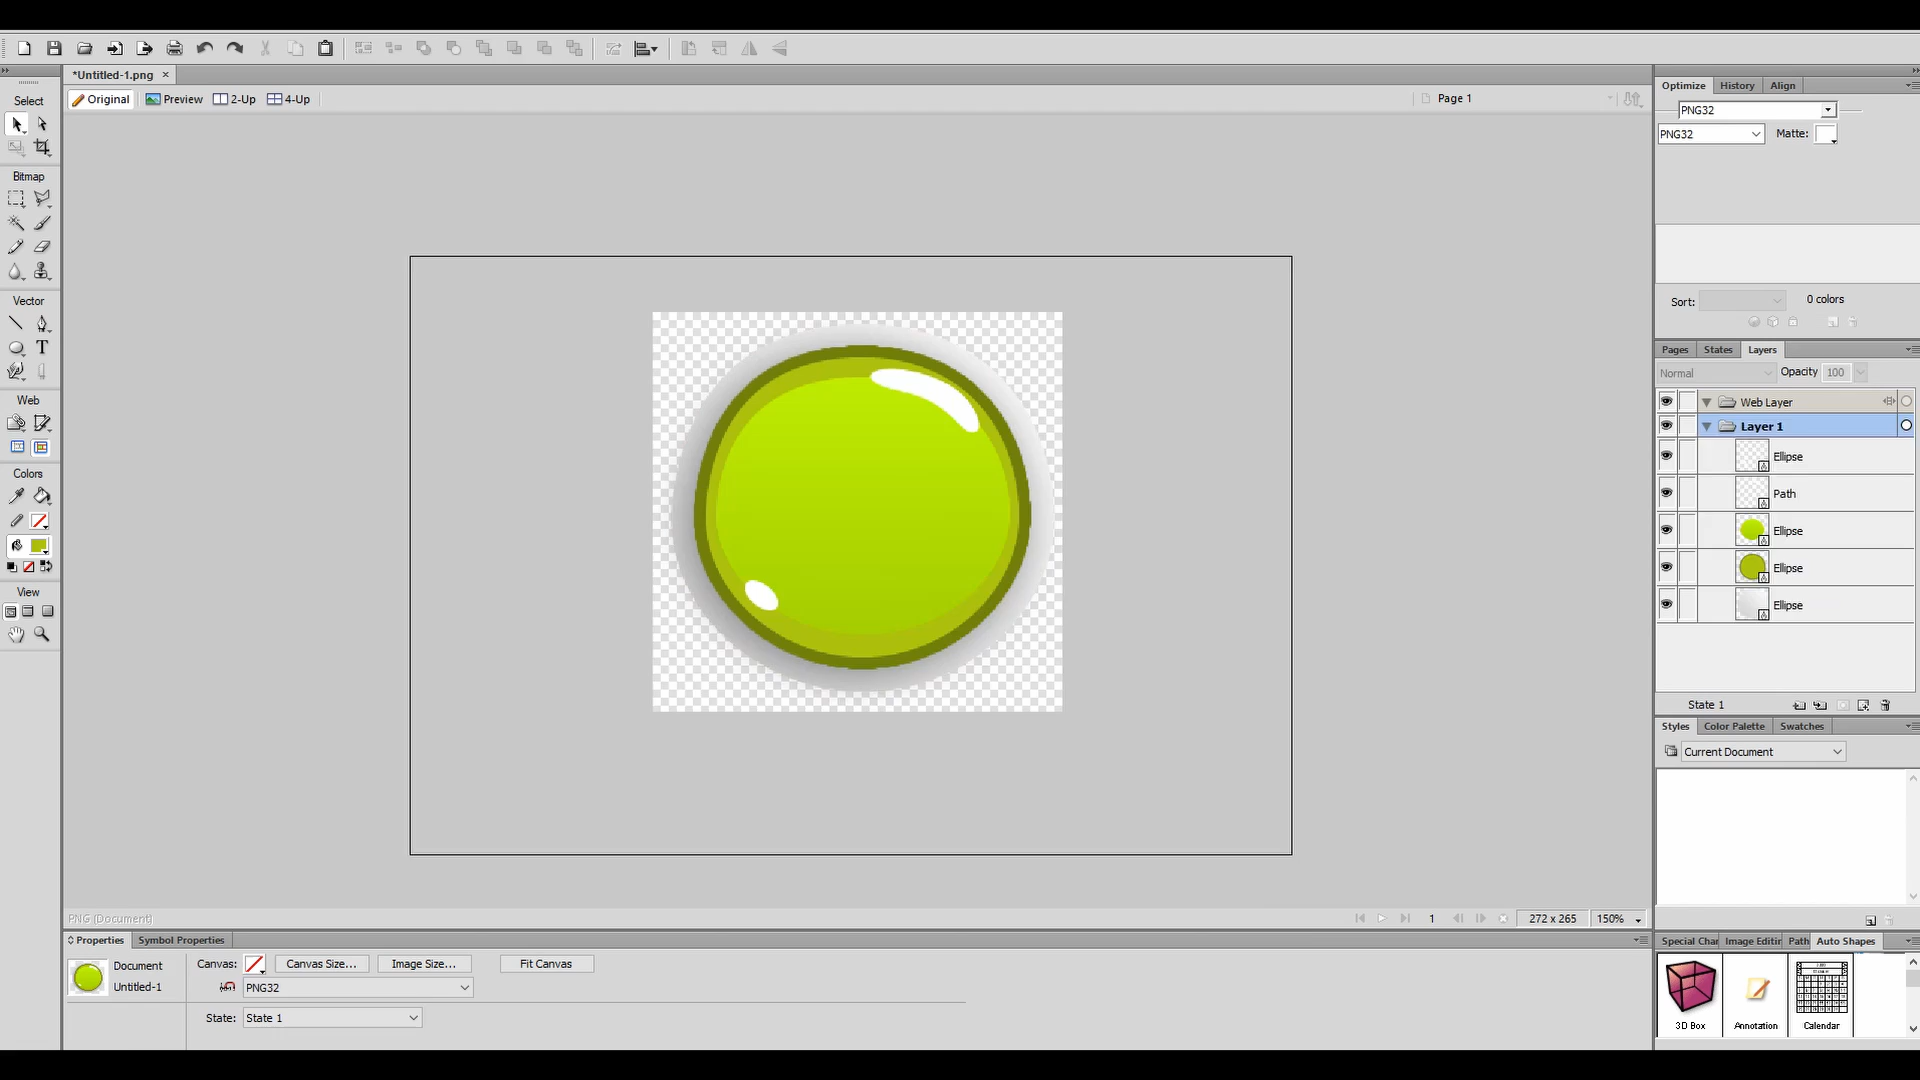 *Untitled-1.png
Original Preview 2-Up 4-Up
Page 1
Select
Bitmap
Vector
Web
Colors
View
Optimize History Align
PNG32
PNG32 Matte:
Sort: 0 colors
Pages States Layers
Normal Opacity 100
Web Layer
Layer 1
Ellipse
Path
Ellipse
Ellipse
Ellipse
State 1
Styles Color Palette Swatches
Current Document
PNG (Document)
1 272 x 265 150%
Properties Symbol Properties
Document
Untitled-1
Canvas: Canvas Size... Image Size... Fit Canvas
PNG32
State: State 1
Special Char Image Editin Path Auto Shapes
3D Box Annotation Calendar